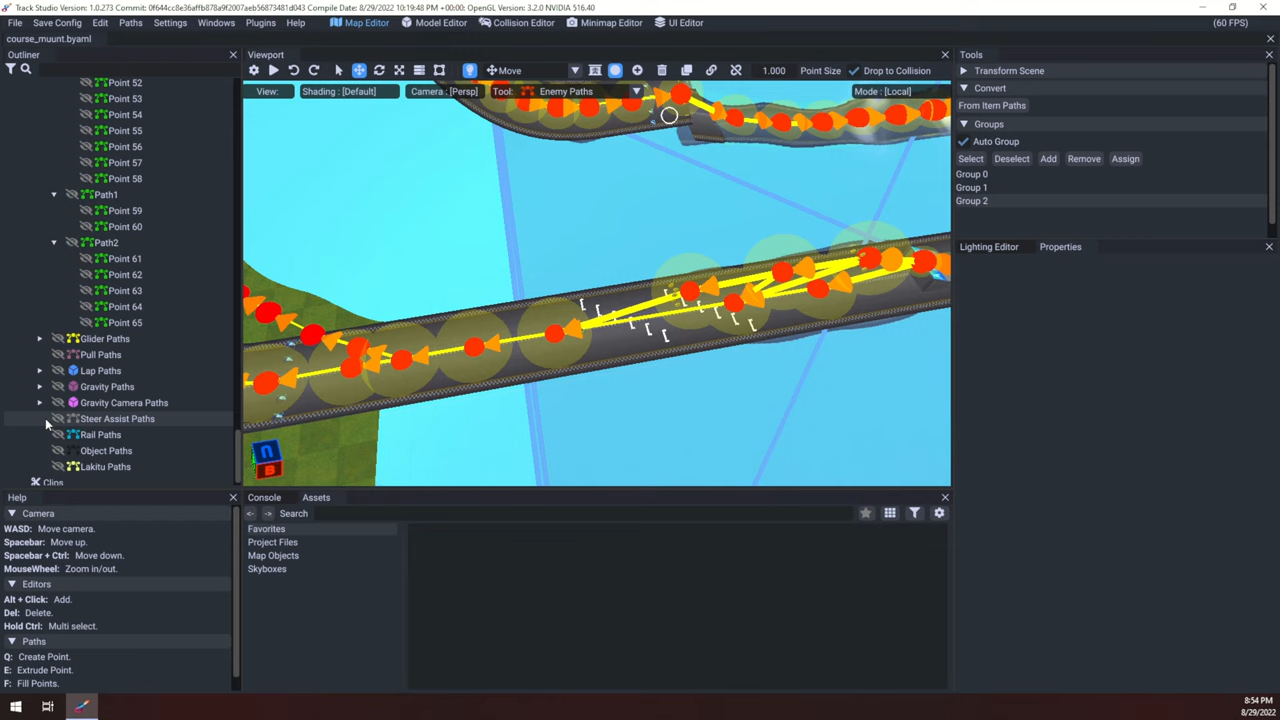 Track Studio Version: 1.0.273 Commit: 0f644cc8e36affb878a9f2007aeb56873481d043 Compile Date: 8/29/2022 10:19:48 PM +00:00: OpenGL Version: 3.2.0 NVIDIA 516.40
File Save Config Edit Paths Settings Windows Plugins Help Map Editor Model Editor Collision Editor Minimap Editor UI Editor (60 FPS)
course_muunt.byaml
Outliner
Point 52
Point 53
Point 54
Point 55
Point 56
Point 57
Point 58
Path1
Point 59
Point 60
Path2
Point 61
Point 62
Point 63
Point 64
Point 65
Glider Paths
Pull Paths
Lap Paths
Gravity Paths
Gravity Camera Paths
Steer Assist Paths
Rail Paths
Object Paths
Lakitu Paths
Clips
Help
Camera
WASD: Move camera.
Spacebar: Move up.
Spacebar + Ctrl: Move down.
MouseWheel: Zoom in/out.
Editors
Alt + Click: Add.
Del: Delete.
Hold Ctrl: Multi select.
Paths
Q: Create Point.
E: Extrude Point.
F: Fill Points.
Viewport
Move 1.000 Point Size Drop to Collision
View: Shading : [Default] Camera : [Persp] Tool: Enemy Paths Mode : [Local]
Console Assets
<- -> Search
Favorites
Project Files
Map Objects
Skyboxes
Tools
Transform Scene
Convert
From Item Paths
Groups
Auto Group
Select Deselect Add Remove Assign
Group 0
Group 1
Group 2
Lighting Editor Properties
8:54 PM
8/29/2022